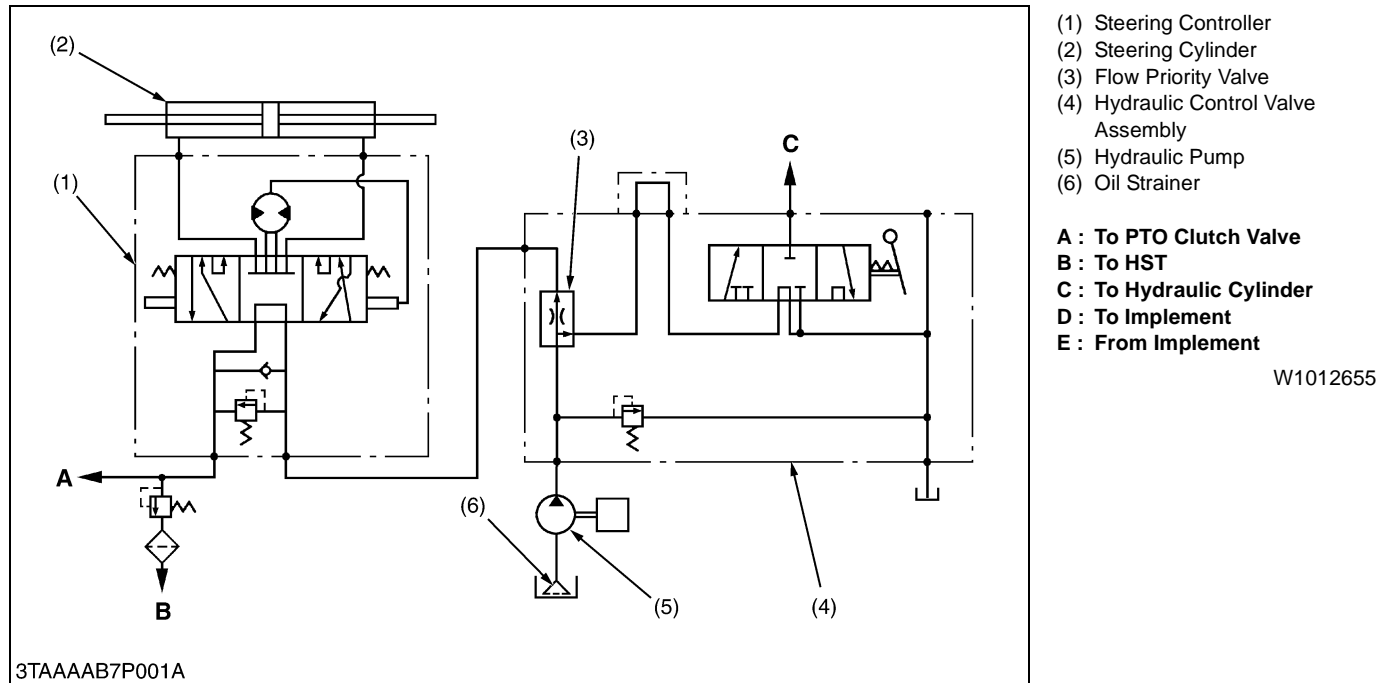 (2)
(3)
C
(1)
A
(6)
B
(5)
(4)
3TAAAAB7P001A
(1) Steering Controller
(2) Steering Cylinder
(3) Flow Priority Valve
(4) Hydraulic Control Valve
Assembly
(5) Hydraulic Pump
(6) Oil Strainer
A : To PTO Clutch Valve
B : To HST
C : To Hydraulic Cylinder
D : To Implement
E : From Implement
W1012655